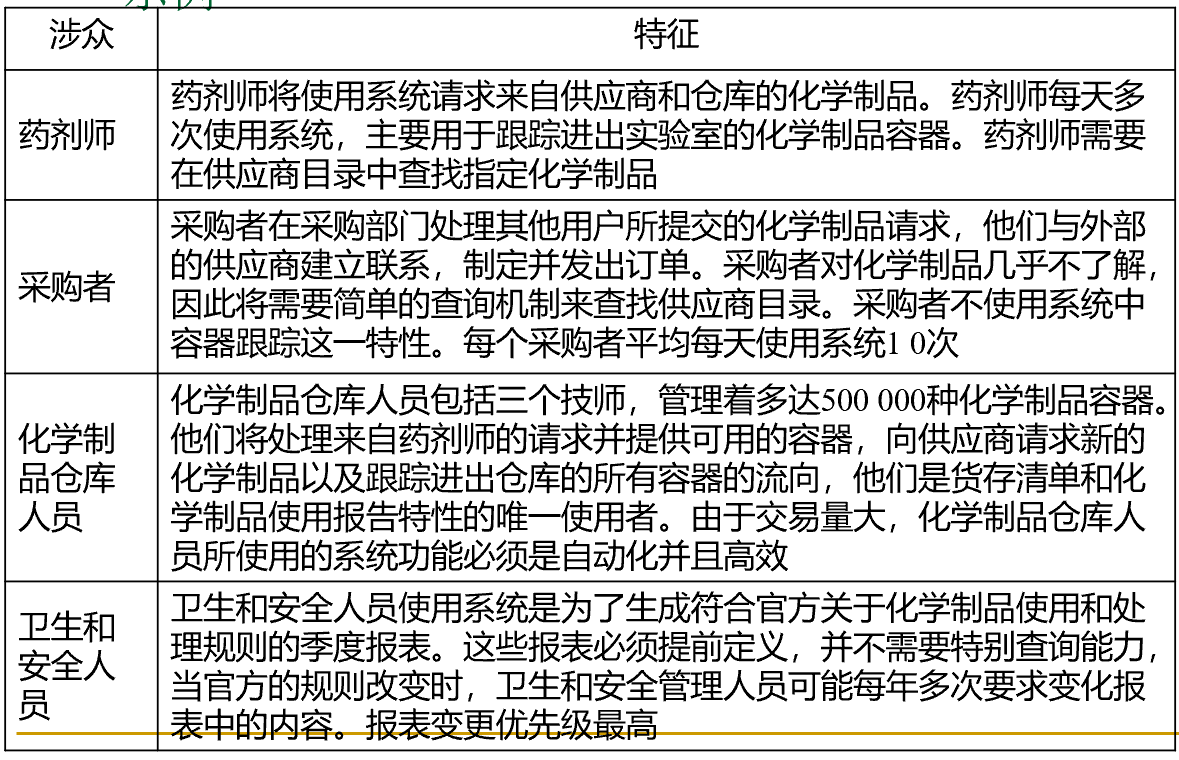 示例
涉众
特征
药剂师
药剂师将使用系统请求来自供应商和仓库的化学制品。药剂师每天多
次使用系统，主要用于跟踪进出实验室的化学制品容器。药剂师需要
在供应商目录中查找指定化学制品
采购者
采购者在采购部门处理其他用户所提交的化学制品请求，他们与外部
的供应商建立联系，制定并发出订单。采购者对化学制品几乎不了解，
因此将需要简单的查询机制来查找供应商目录。采购者不使用系统中
容器跟踪这一特性。每个采购者平均每天使用系统1 0次
化学制
品仓库
人员
化学制品仓库人员包括三个技师，管理着多达500 000种化学制品容器。
他们将处理来自药剂师的请求并提供可用的容器，向供应商请求新的
化学制品以及跟踪进出仓库的所有容器的流向，他们是货存清单和化
学制品使用报告特性的唯一使用者。由于交易量大，化学制品仓库人
员所使用的系统功能必须是自动化并且高效
卫生和
安全人
员
卫生和安全人员使用系统是为了生成符合官方关于化学制品使用和处
理规则的季度报表。这些报表必须提前定义，并不需要特别查询能力，
当官方的规则改变时，卫生和安全管理人员可能每年多次要求变化报
表中的内容。报表变更优先级最高